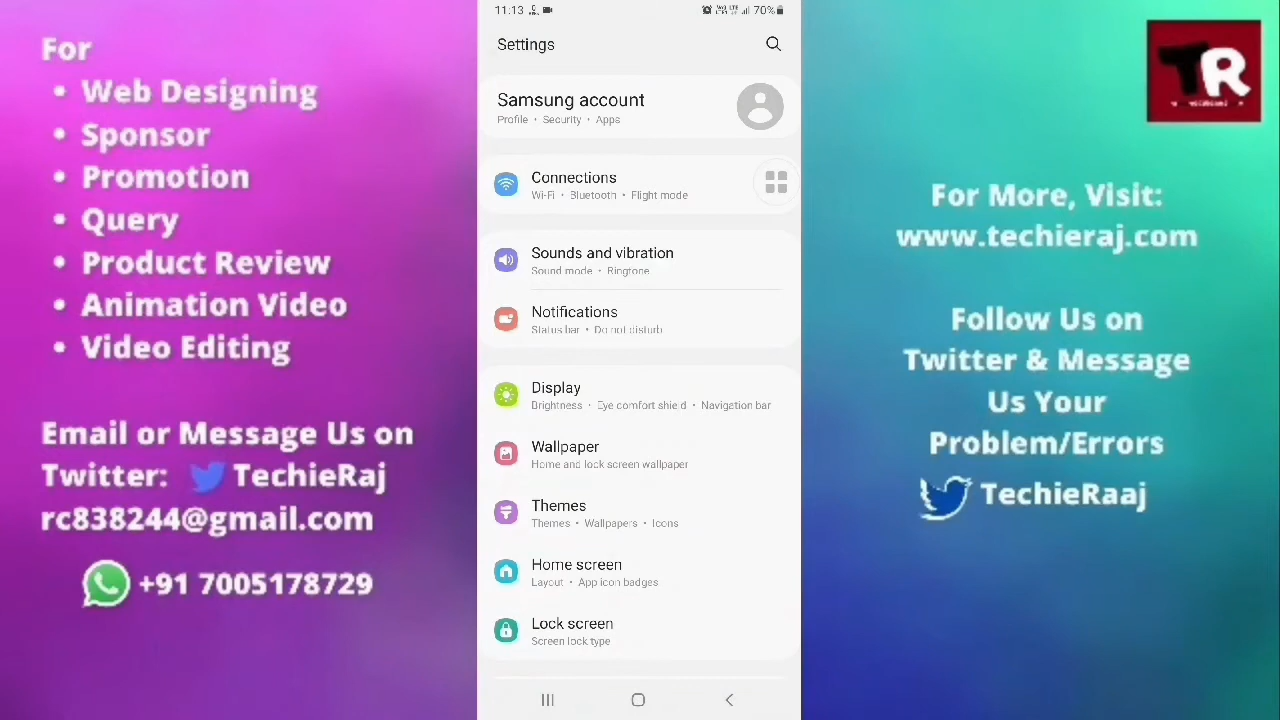 For
• Web Designing
• Sponsor
• Promotion
• Query
• Product Review
• Animation Video
• Video Editing
Email or Message Us on
Twitter: TechieRaj
rc838244@gmail.com
+91 7005178729
11:13
70%
Settings
Samsung account
Profile • Security • Apps
Connections
Wi-Fi • Bluetooth • Flight mode
Sounds and vibration
Sound mode • Ringtone
Notifications
Status bar • Do not disturb
Display
Brightness • Eye comfort shield • Navigation bar
Wallpaper
Home and lock screen wallpaper
Themes
Themes • Wallpapers • Icons
Home screen
Layout • App icon badges
Lock screen
Screen lock type
TR
For More, Visit:
www.techieraj.com
Follow Us on
Twitter & Message
Us Your
Problem/Errors
TechieRaaj